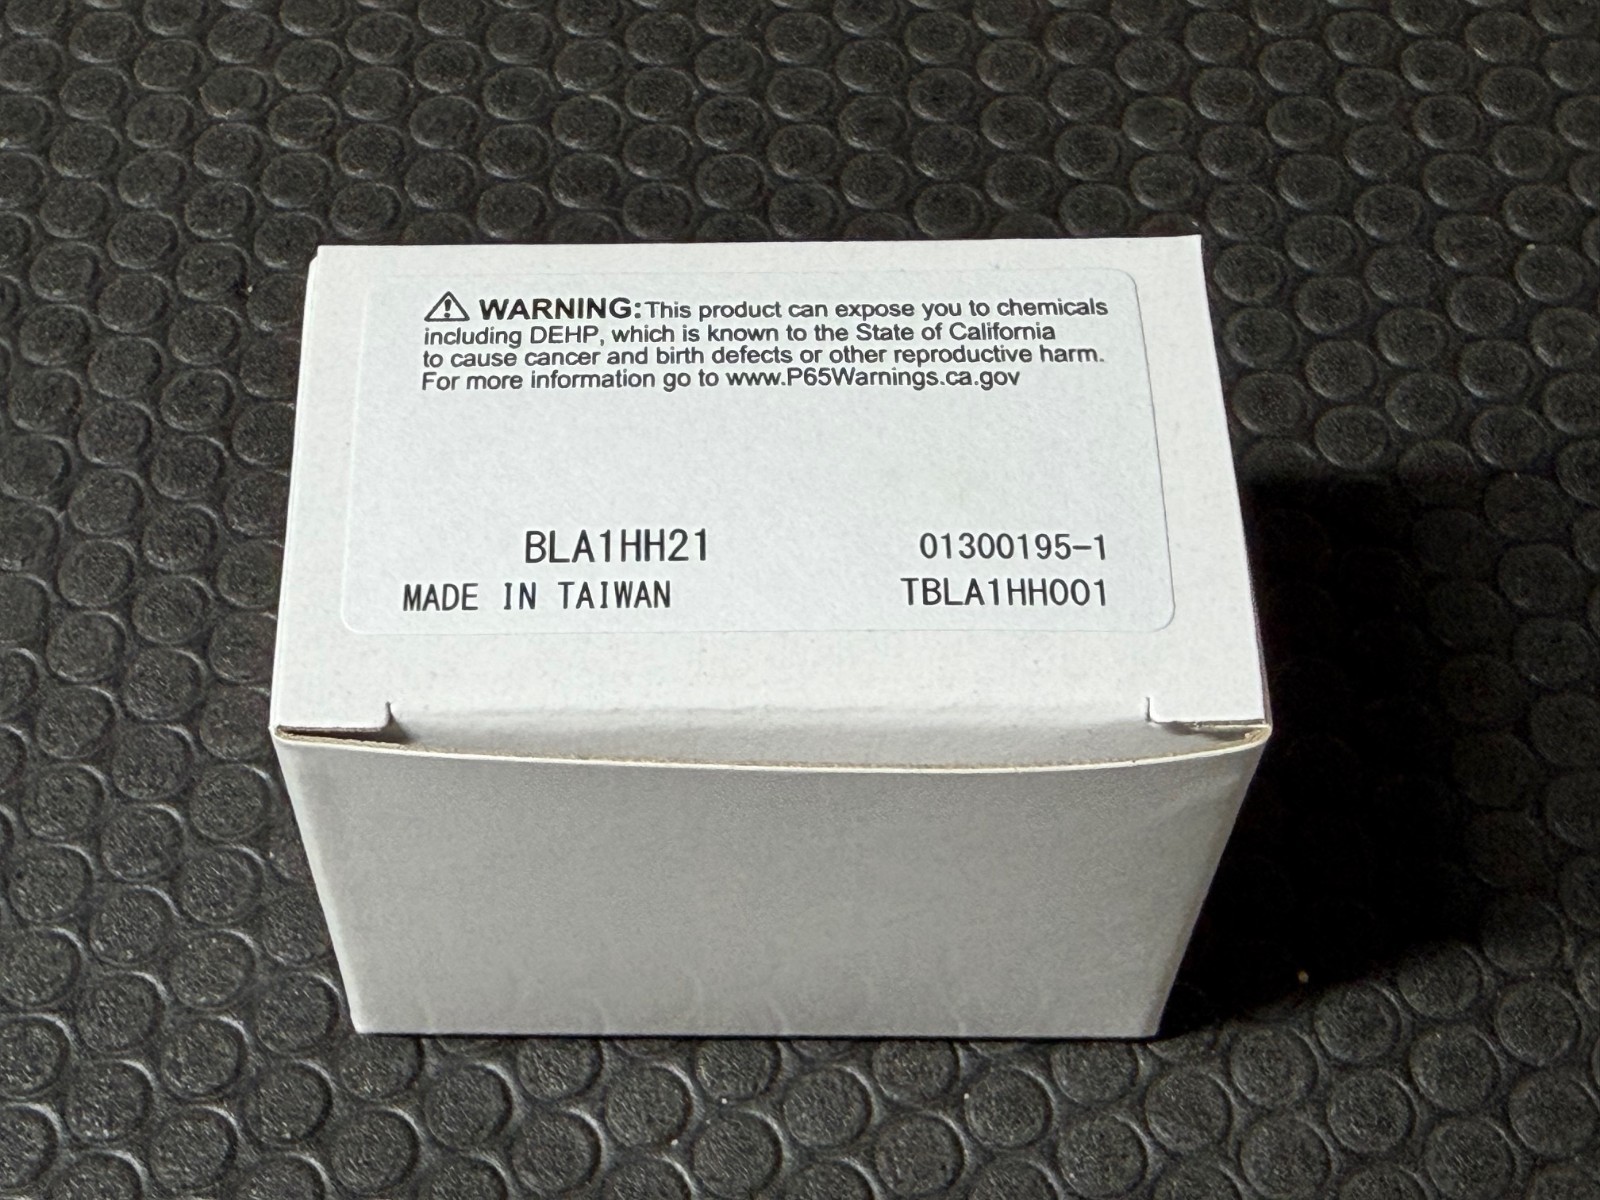 ⚠ WARNING: This product can expose you to chemicals
including DEHP, which is known to the State of California
to cause cancer and birth defects or other reproductive harm.
For more information go to www.P65Warnings.ca.gov
BLA1HH21 01300195-1
MADE IN TAIWAN TBLA1HH001